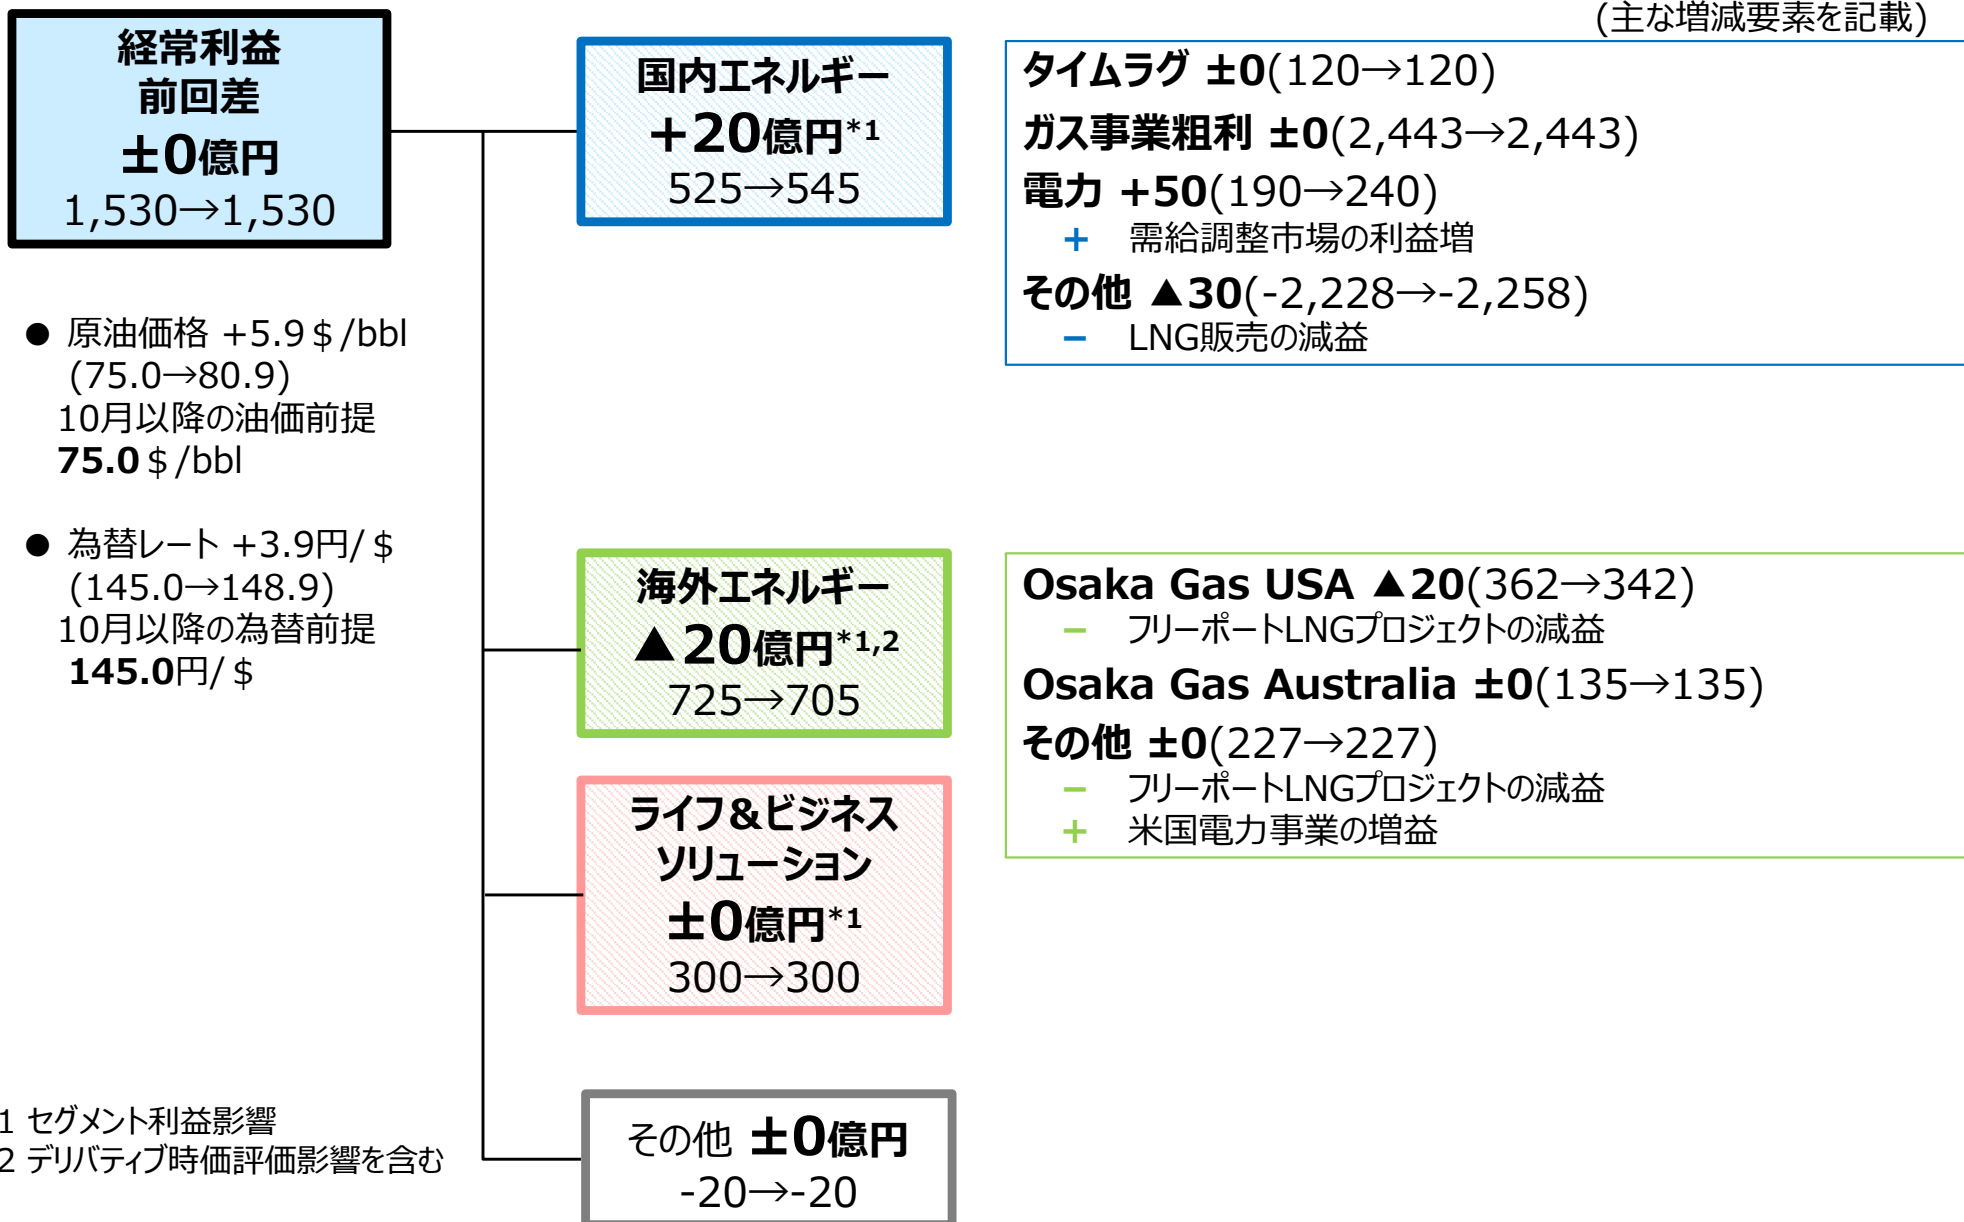 (主な増減要素を記載)
経常利益
前回差
±0億円
1,530→1,530
● 原油価格 +5.9＄/bbl
(75.0→80.9)
10月以降の油価前提
75.0＄/bbl
● 為替レート +3.9円/＄
(145.0→148.9)
10月以降の為替前提
145.0円/＄
国内エネルギー
+20億円*1
525→545
タイムラグ ±0(120→120)
ガス事業粗利 ±0(2,443→2,443)
電力 +50(190→240)
+ 需給調整市場の利益増
その他 ▲30(-2,228→-2,258)
− LNG販売の減益
海外エネルギー
▲20億円*1,2
725→705
Osaka Gas USA ▲20(362→342)
− フリーポートLNGプロジェクトの減益
Osaka Gas Australia ±0(135→135)
その他 ±0(227→227)
− フリーポートLNGプロジェクトの減益
+ 米国電力事業の増益
ライフ&ビジネス
ソリューション
±0億円*1
300→300
その他 ±0億円
-20→-20
1 セグメント利益影響
2 デリバティブ時価評価影響を含む